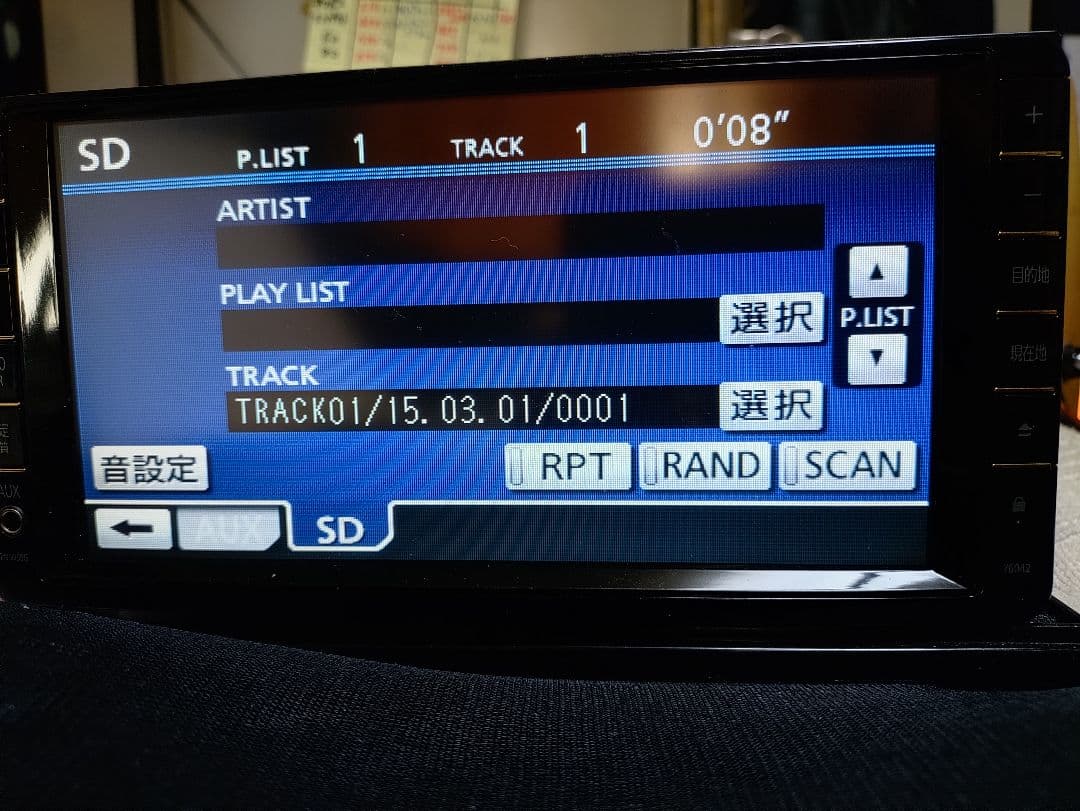 SD P.LIST 1 TRACK 1 0'08"
ARTIST
PLAY LIST
選択
TRACK
TRACK01/15.03.01/0001
選択
▲
P.LIST
▼
音設定
RPT RAND SCAN
← AUX SD
+
-
目的地
現在地
AUX